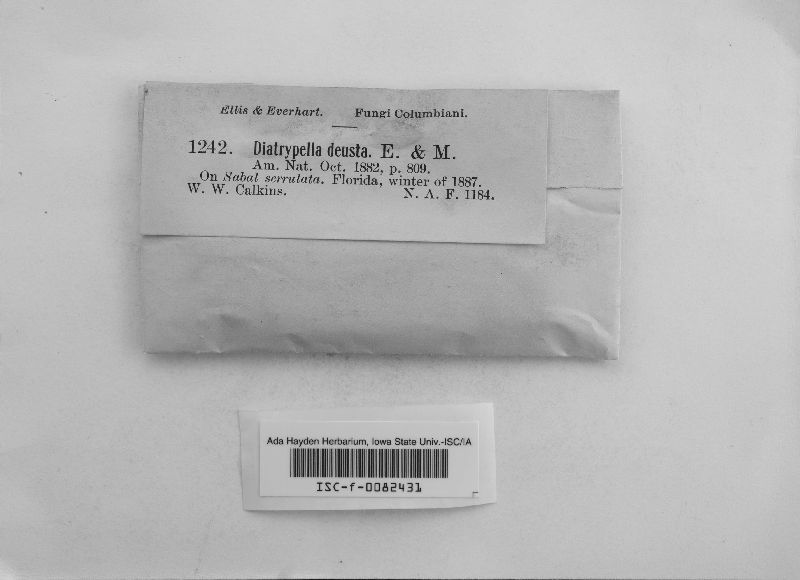 Ellis & Everhart. Fungi Columbiani.
1242. Diatrypella deusta. E. & M.
Am. Nat. Oct. 1882, p. 809.
On Sabal serrulata. Florida, winter of 1887.
W. W. Calkins. N. A. F. 1184.
Ada Hayden Herbarium, Iowa State Univ.-ISC/IA
ISC-f-0082431